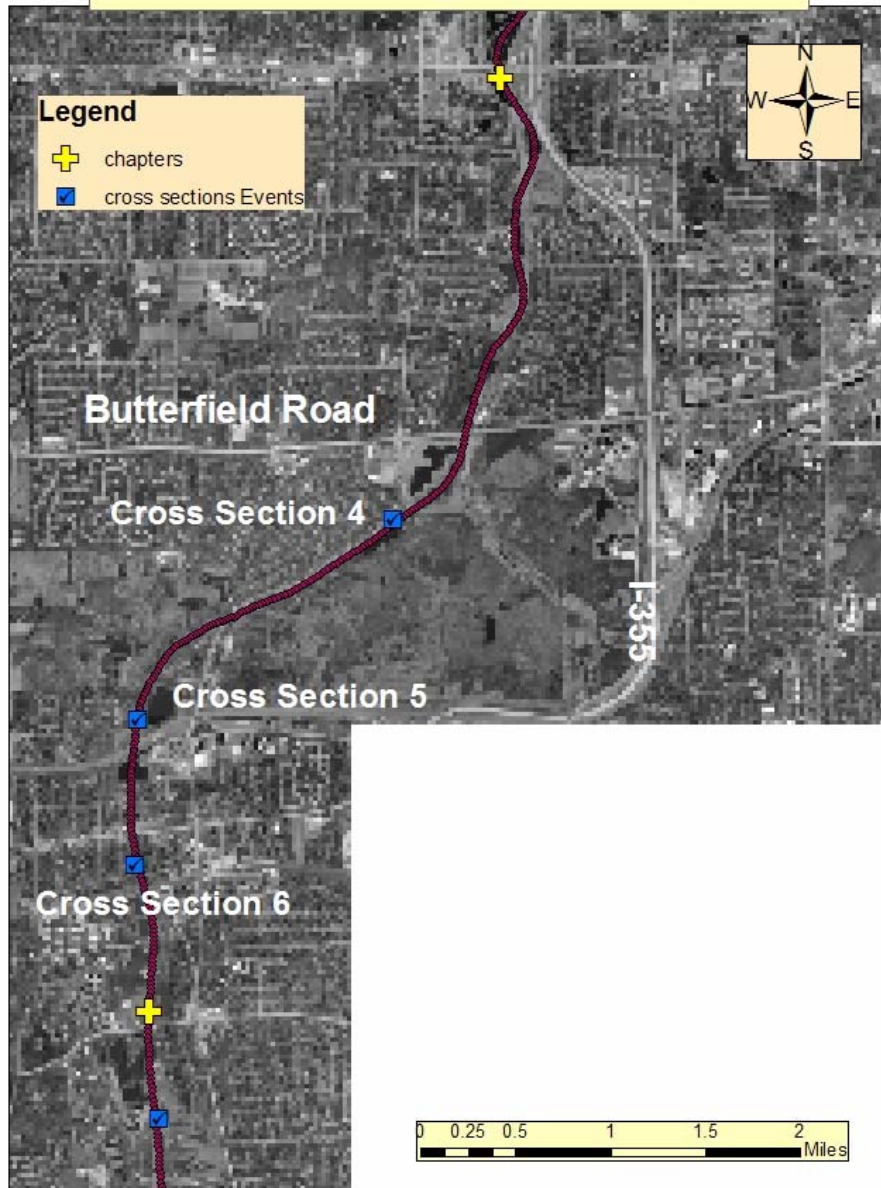 N
W E
S
Legend
chapters
cross sections Events
Butterfield Road
Cross Section 4
I-355
Cross Section 5
Cross Section 6
0 0.25 0.5 1 1.5 2
Miles